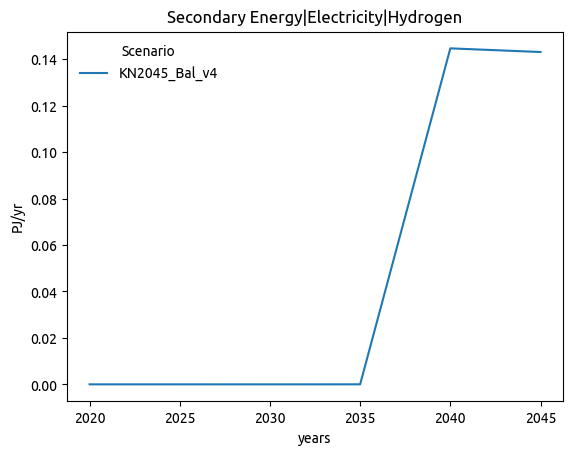 Secondary Energy|Electricity|Hydrogen
Scenario
KN2045_Bal_v4
0.14
0.12
0.10
0.08
0.06
0.04
0.02
0.00
PJ/yr
2020 2025 2030 2035 2040 2045
years